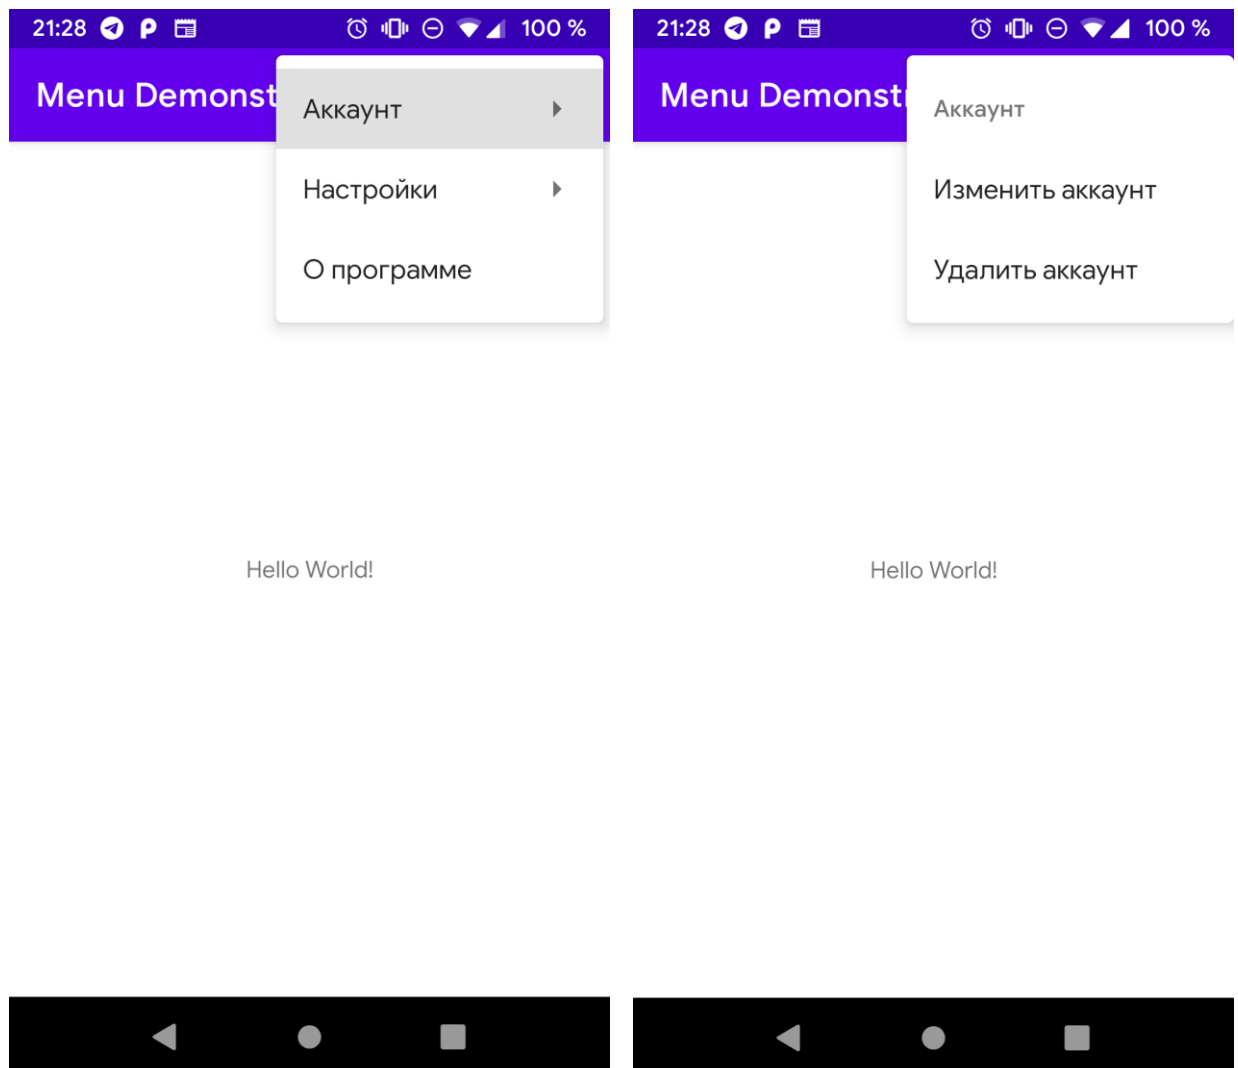 21:28 100 %
Menu Demonst
Аккаунт
Настройки
О программе
Hello World!
21:28 100 %
Menu Demonst
Аккаунт
Изменить аккаунт
Удалить аккаунт
Hello World!